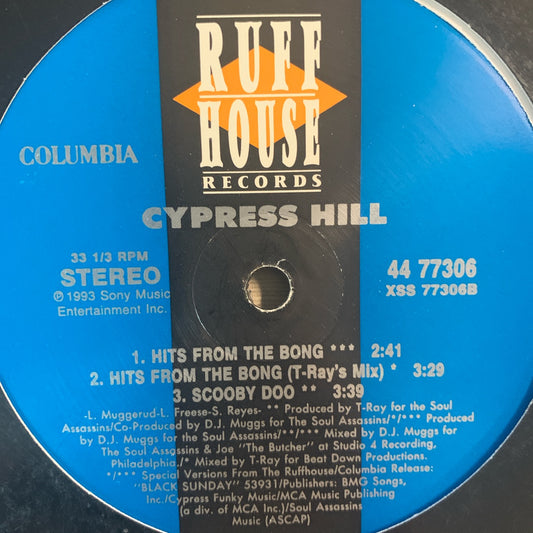 RUFF
HOUSE
RECORDS
COLUMBIA
CYPRESS HILL
33 1/3 RPM
STEREO
℗ 1993 Sony Music
Entertainment Inc.
44 77306
XSS 77306B
1. HITS FROM THE BONG *** 2:41
2. HITS FROM THE BONG (T-Ray's Mix) * 3:29
3. SCOOBY DOO ** 3:39
-L. Muggerud-L. Freese-S. Reyes- ** Produced by T-Ray for the Soul
Assassins/Co-Produced by D.J. Muggs for The Soul Assassins/*/*** Produced
by D.J. Muggs for the Soul Assassins/**/*** Mixed by D.J. Muggs for
The Soul Assassins & Joe "The Butcher" at Studio 4 Recording,
Philadelphia,/* Mixed by T-Ray for Beat Down Productions.
*/*** Special Versions From The Ruffhouse/Columbia Release:
"BLACK SUNDAY" 53931/Publishers: BMG Songs,
Inc./Cypress Funky Music/MCA Music Publishing
(a div. of MCA Inc.)/Soul Assassins
Music (ASCAP)